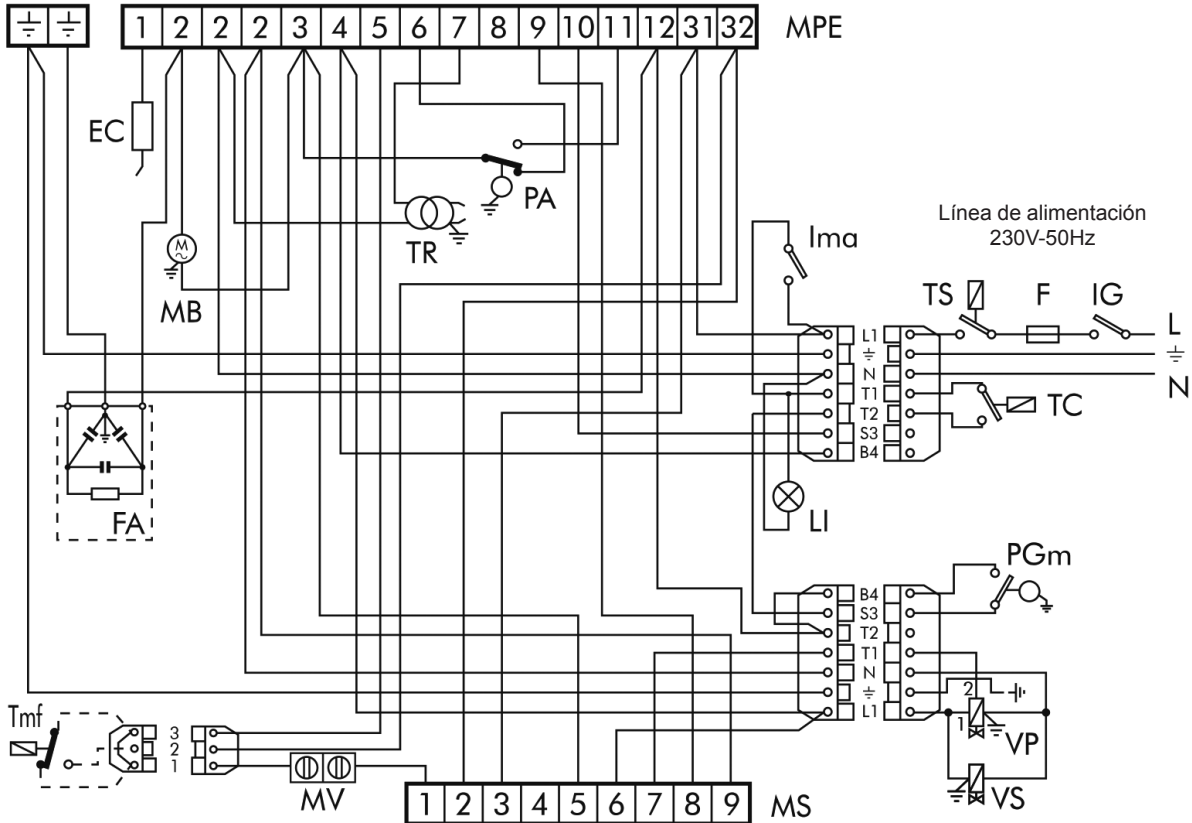 1 2 2 2 3 4 5 6 7 8 9 10 11 12 31 32 MPE
EC
PA
TR
M
~
MB
Ima
Línea de alimentación
230V-50Hz
TS F IG
L
N
L1
N
T1
T2
S3
B4
TC
FA
LI
PGm
B4
S3
T2
T1
N
L1
2
1
VP
VS
Tmf
3
2
1
MV
1 2 3 4 5 6 7 8 9 MS